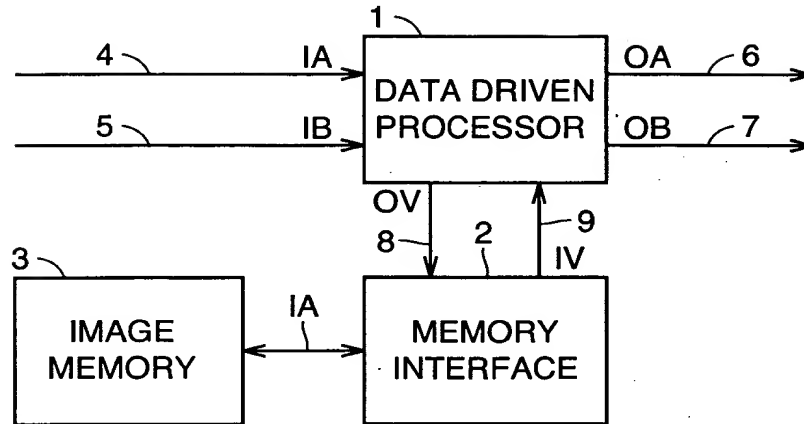 1
4 IA OA 6
DATA DRIVEN
PROCESSOR
5 IB OB 7
OV 9
8 2 IV
3
IMAGE
MEMORY
IA
MEMORY
INTERFACE